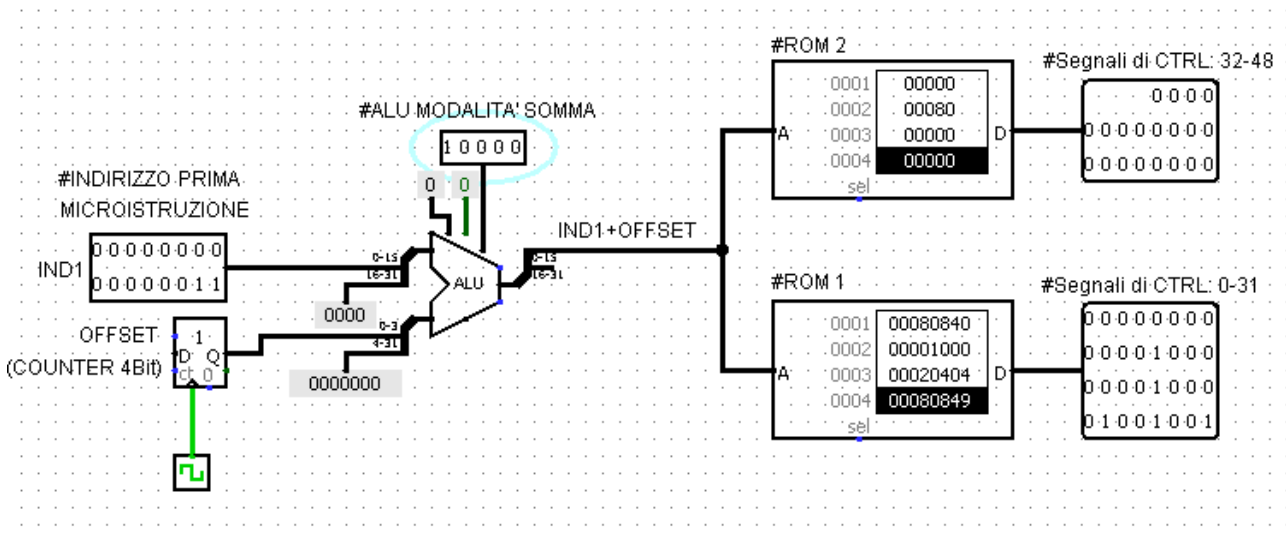 #ROM 2
#Segnali di CTRL: 32-48
0001 00000
0002 00080
0003 00000
0004 00000
A
D
sel
0 0 0 0
0 0 0 0 0 0 0 0
0 0 0 0 0 0 0 0
#ALU MODALITA' SOMMA
1 0 0 0 0
0
0
#INDIRIZZO PRIMA
MICROISTRUZIONE
IND1
0 0 0 0 0 0 0 0
0 0 0 0 0 0 1 1
0-15
16-31
0000
ALU
0-15
16-31
IND1+OFFSET
OFFSET
(COUNTER 4Bit)
1
D Q
ct 0
0-3
4-31
0000000
#ROM 1
#Segnali di CTRL: 0-31
0001 00080840
0002 00001000
0003 00020404
0004 00080849
A
D
sel
0 0 0 0 0 0 0 0
0 0 0 0 1 0 0 0
0 0 0 0 1 0 0 0
0 1 0 0 1 0 0 1